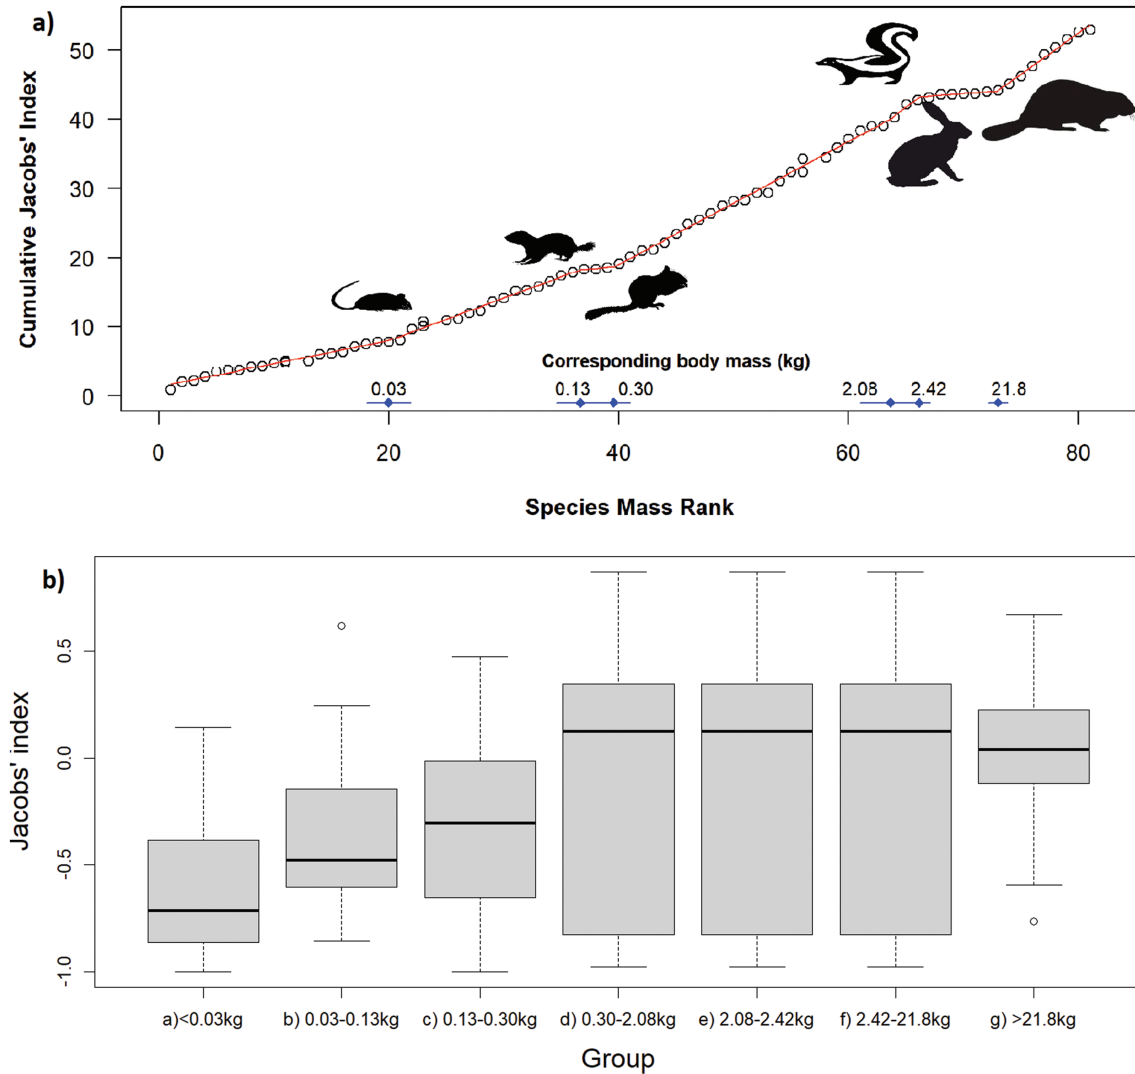 a)
Cumulative Jacobs' Index
50
40
30
20
10
0
Corresponding body mass (kg)
0.03 0.13 0.30 2.08 2.42 21.8
0 20 40 60 80
Species Mass Rank
b)
Jacobs' index
0.5
0.0
-0.5
-1.0
a)<0.03kg b) 0.03-0.13kg c) 0.13-0.30kg d) 0.30-2.08kg e) 2.08-2.42kg f) 2.42-21.8kg g) >21.8kg
Group